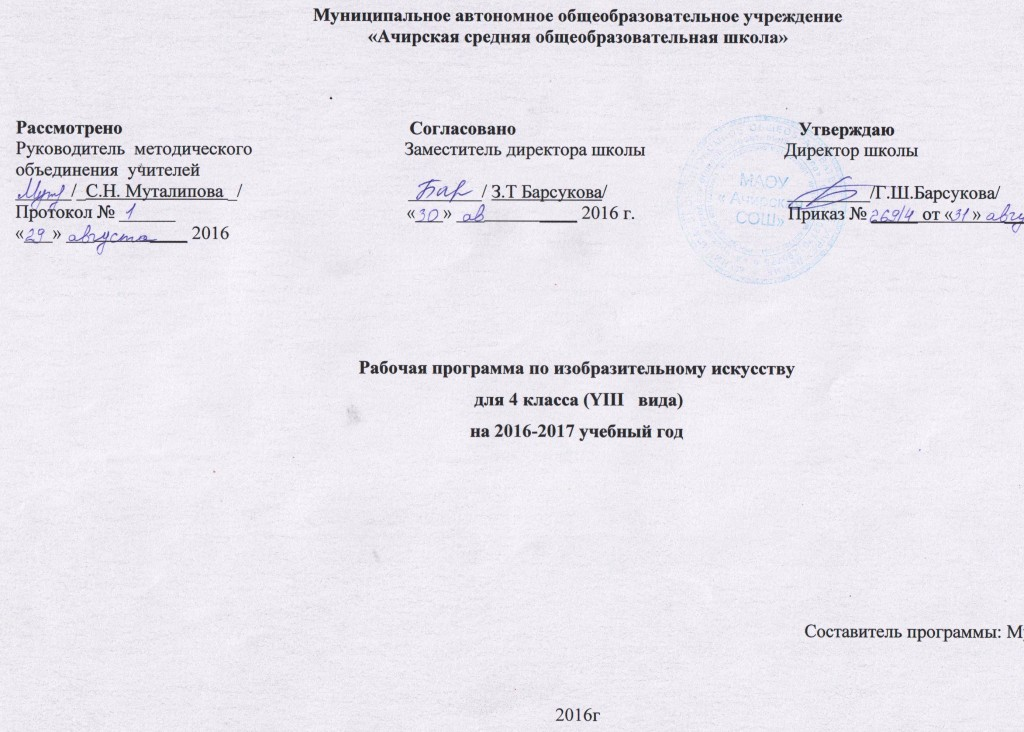 Муниципальное автономное общеобразовательное учреждение
«Ачирская средняя общеобразовательная школа»
Рассмотрено
Руководитель методического
объединения учителей
/ С.Н. Муталипова /
Протокол № 1
«29» августа 2016
Согласовано
Заместитель директора школы
Бар / З.Т Барсукова/
«30» ав 2016 г.
Утверждаю
Директор школы
/Г.Ш.Барсукова/
Приказ № 269/4 от «31» авгу
МАОУ
«Ачирская
СОШ»
Рабочая программа по изобразительному искусству
для 4 класса (YIII вида)
на 2016-2017 учебный год
Составитель программы: Му
2016г